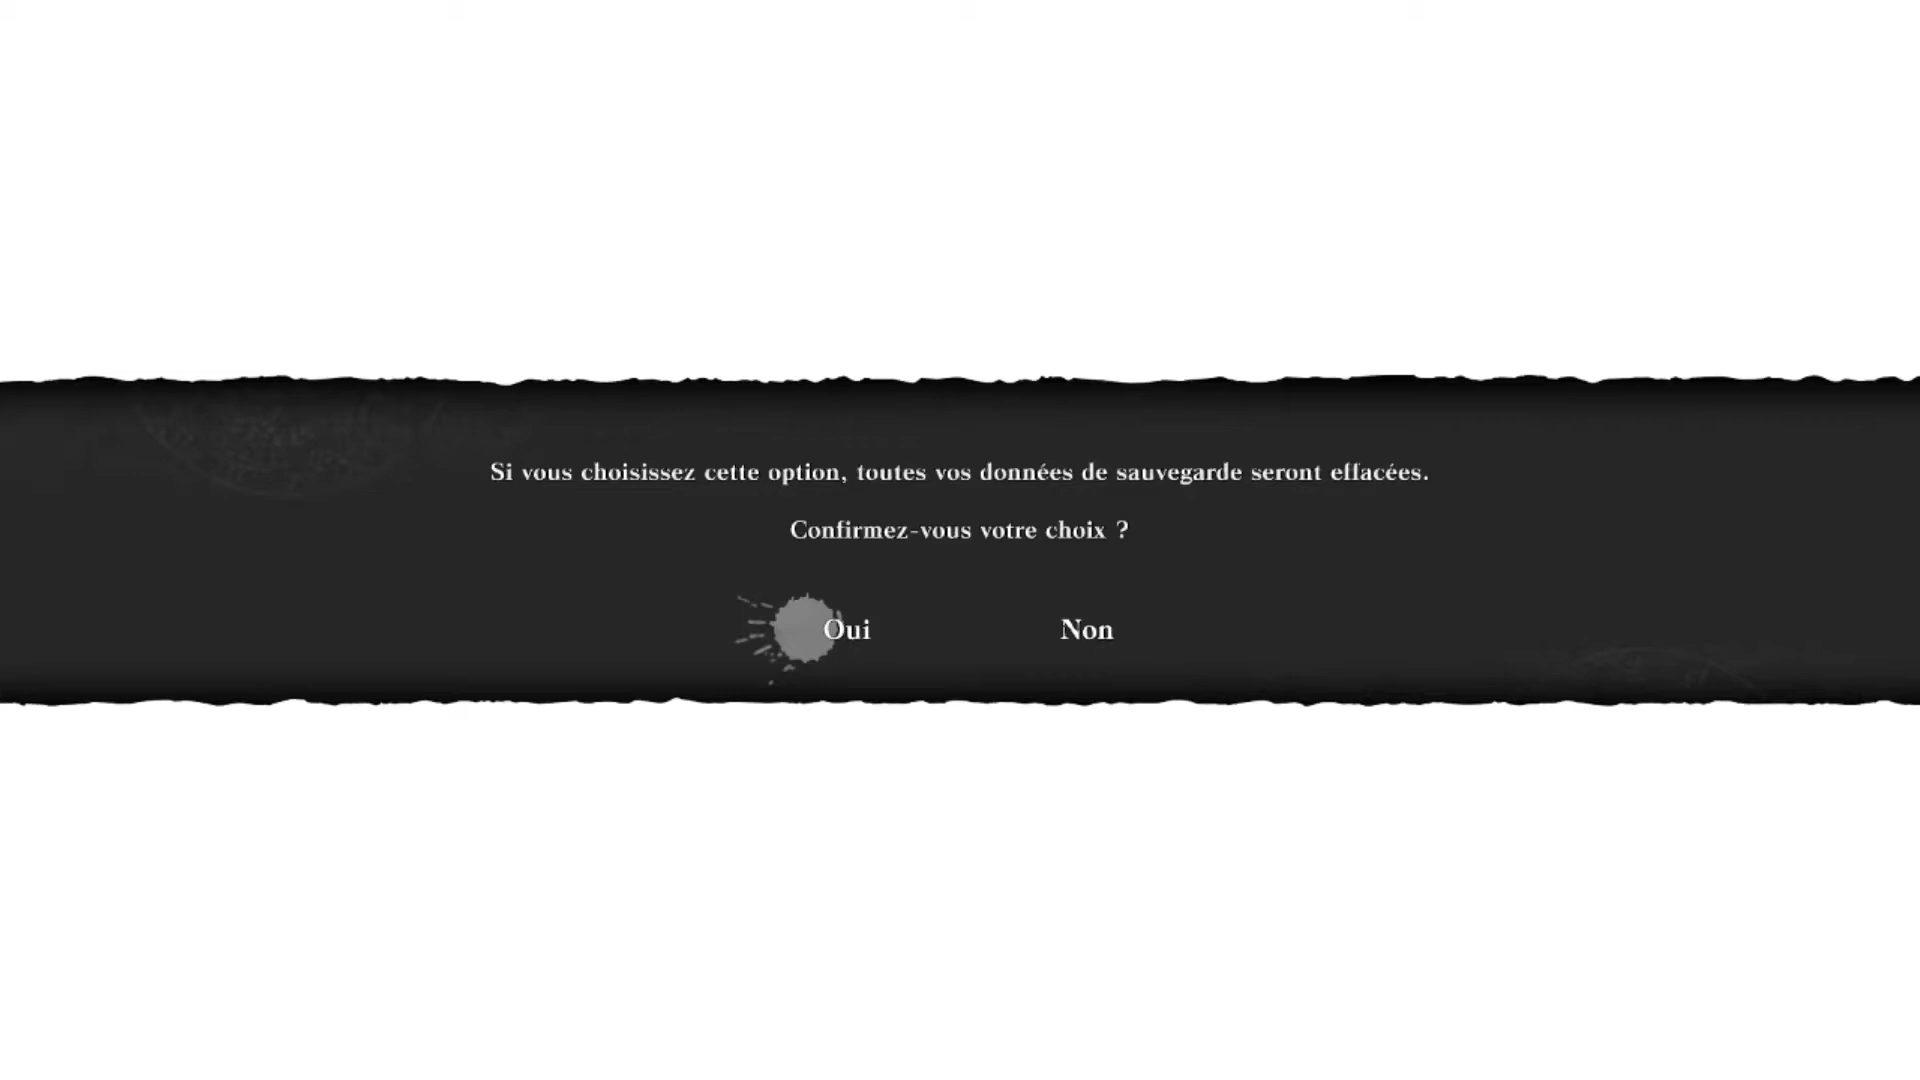 Si vous choisissez cette option, toutes vos données de sauvegarde seront effacées.
Confirmez-vous votre choix ?
Oui Non